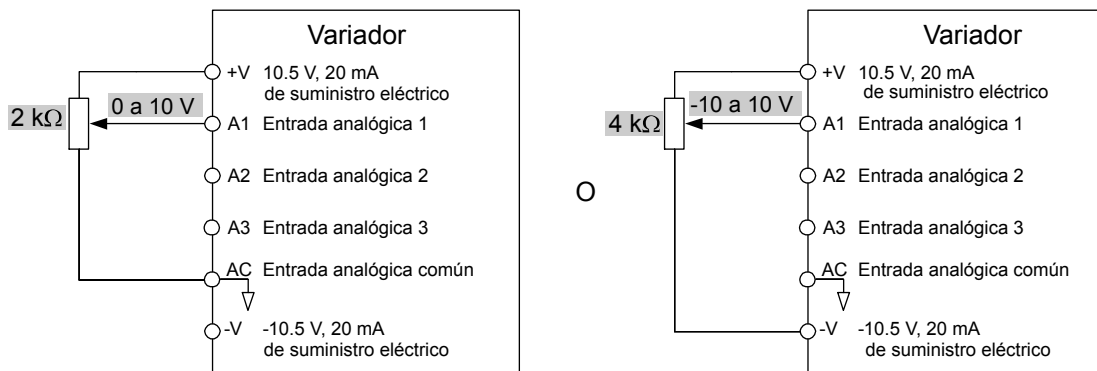 Variador
+V 10.5 V, 20 mA
de suministro eléctrico
2 kΩ
0 a 10 V
A1 Entrada analógica 1
A2 Entrada analógica 2
A3 Entrada analógica 3
AC Entrada analógica común
-V -10.5 V, 20 mA
de suministro eléctrico
O
Variador
+V 10.5 V, 20 mA
de suministro eléctrico
4 kΩ
-10 a 10 V
A1 Entrada analógica 1
A2 Entrada analógica 2
A3 Entrada analógica 3
AC Entrada analógica común
-V -10.5 V, 20 mA
de suministro eléctrico